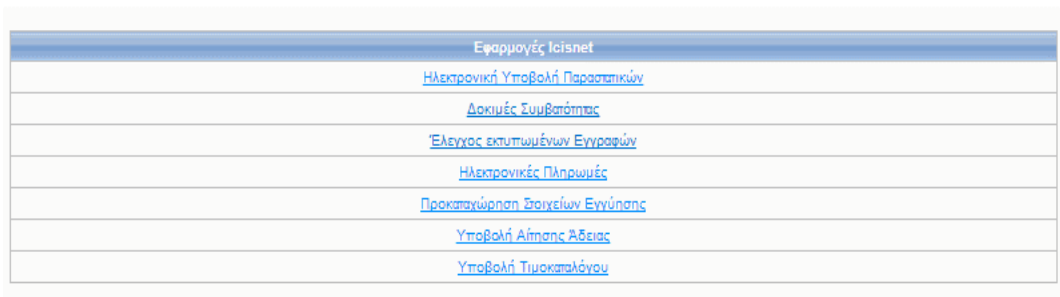 Εφαρμογές Icisnet
Ηλεκτρονική Υποβολή Παραστατικών
Δοκιμές Συμβατότητας
Έλεγχος εκτυπωμένων Εγγραφών
Ηλεκτρονικές Πληρωμές
Προκαταχώρηση Στοιχείων Εγγύησης
Υποβολή Αίτησης Άδειας
Υποβολή Τιμοκαταλόγου